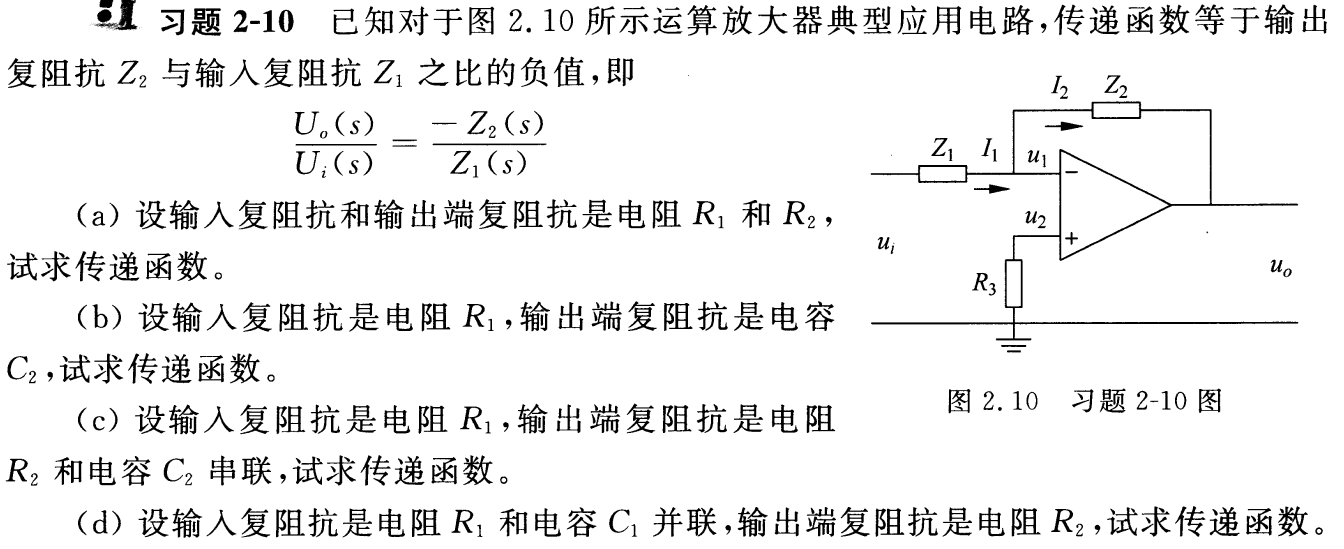 习题 2-10 已知对于图 2.10 所示运算放大器典型应用电路,传递函数等于输出
复阻抗 Z₂ 与输入复阻抗 Z₁ 之比的负值,即
U_o(s)/U_i(s) = -Z₂(s)/Z₁(s)
(a) 设输入复阻抗和输出端复阻抗是电阻 R₁ 和 R₂,
试求传递函数。
(b) 设输入复阻抗是电阻 R₁,输出端复阻抗是电容
C₂,试求传递函数。
(c) 设输入复阻抗是电阻 R₁,输出端复阻抗是电阻
R₂ 和电容 C₂ 串联,试求传递函数。
(d) 设输入复阻抗是电阻 R₁ 和电容 C₁ 并联,输出端复阻抗是电阻 R₂,试求传递函数。
I₂ Z₂
Z₁ I₁ u₁
-
u₂
+
u_i
R₃
u_o
图 2.10 习题 2-10 图